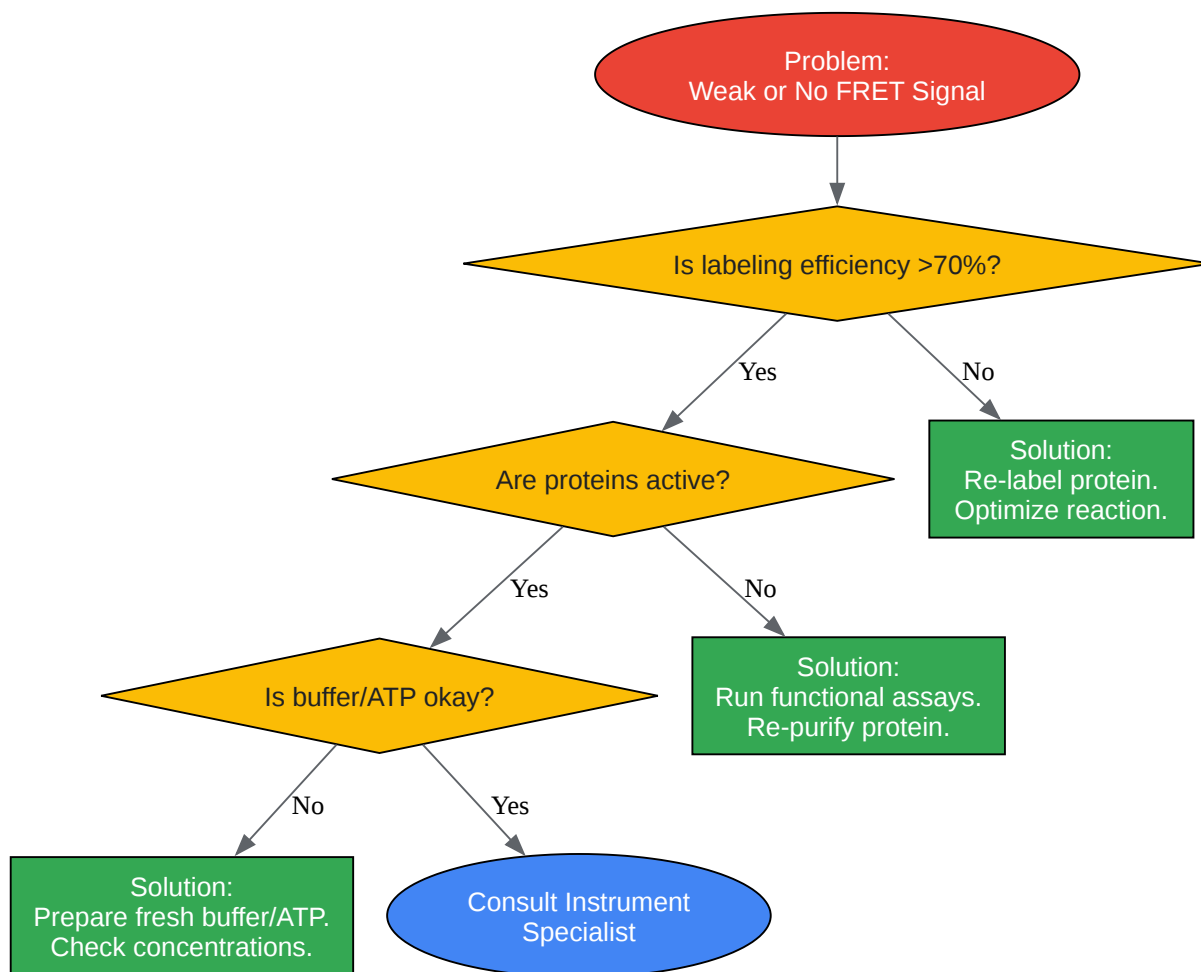 Problem:
Weak or No FRET Signal
Is labeling efficiency >70%?
Yes
No
Are proteins active?
Solution:
Re-label protein.
Optimize reaction.
Yes
No
Is buffer/ATP okay?
Solution:
Run functional assays.
Re-purify protein.
No
Yes
Solution:
Prepare fresh buffer/ATP.
Check concentrations.
Consult Instrument
Specialist